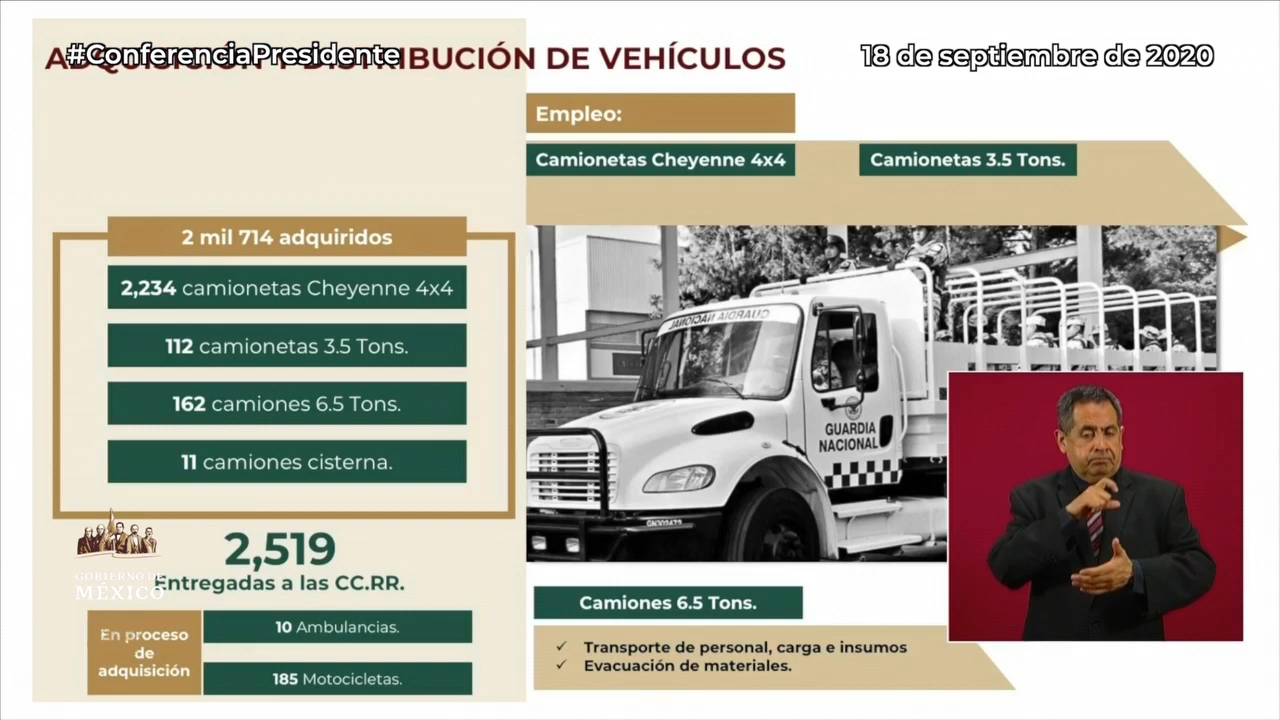 #ConferenciaPresidente
ADQUISICIÓN Y DISTRIBUCIÓN DE VEHÍCULOS
18 de septiembre de 2020
Empleo:
Camionetas Cheyenne 4x4
Camionetas 3.5 Tons.
2 mil 714 adquiridos
2,234 camionetas Cheyenne 4x4
112 camionetas 3.5 Tons.
162 camiones 6.5 Tons.
11 camiones cisterna.
GUARDIA NACIONAL
GUARDIA
NACIONAL
2,519
Entregadas a las CC.RR.
GOBIERNO DE
MÉXICO
En proceso
de
adquisición
10 Ambulancias.
185 Motocicletas.
Camiones 6.5 Tons.
✓ Transporte de personal, carga e insumos
✓ Evacuación de materiales.